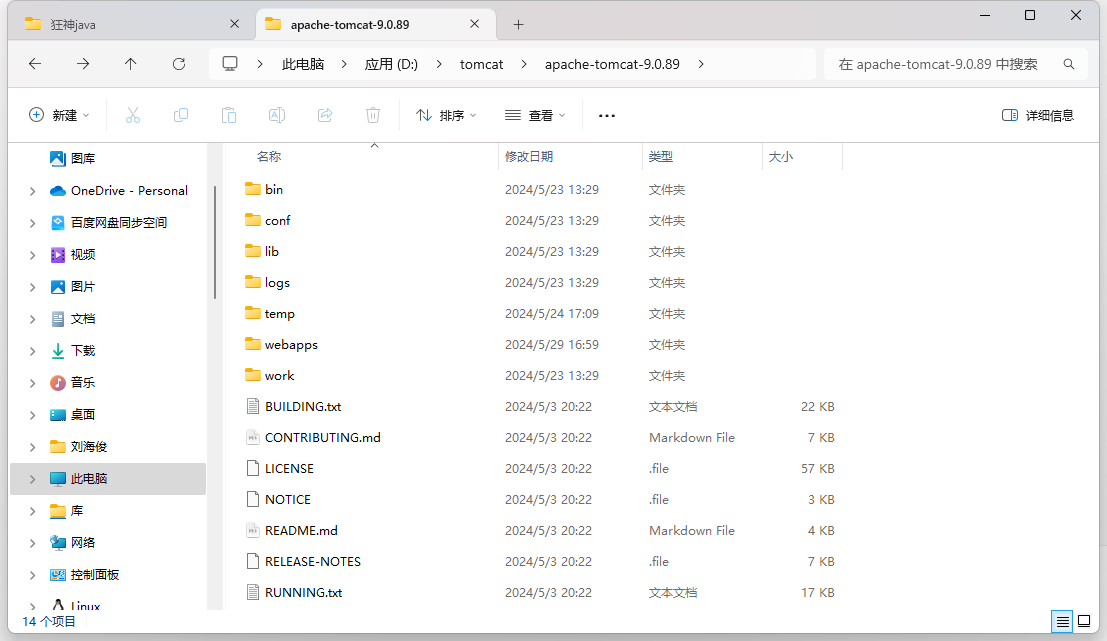 狂神java
apache-tomcat-9.0.89
此电脑 应用 (D:) tomcat apache-tomcat-9.0.89
在 apache-tomcat-9.0.89 中搜索
新建 排序 查看 详细信息
图库
OneDrive - Personal
百度网盘同步空间
视频
图片
文档
下载
音乐
桌面
刘海俊
此电脑
库
网络
控制面板
Linux
名称 修改日期 类型 大小
bin 2024/5/23 13:29 文件夹
conf 2024/5/23 13:29 文件夹
lib 2024/5/23 13:29 文件夹
logs 2024/5/23 13:29 文件夹
temp 2024/5/24 17:09 文件夹
webapps 2024/5/29 16:59 文件夹
work 2024/5/23 13:29 文件夹
BUILDING.txt 2024/5/3 20:22 文本文档 22 KB
CONTRIBUTING.md 2024/5/3 20:22 Markdown File 7 KB
LICENSE 2024/5/3 20:22 .file 57 KB
NOTICE 2024/5/3 20:22 .file 3 KB
README.md 2024/5/3 20:22 Markdown File 4 KB
RELEASE-NOTES 2024/5/3 20:22 .file 7 KB
RUNNING.txt 2024/5/3 20:22 文本文档 17 KB
14 个项目